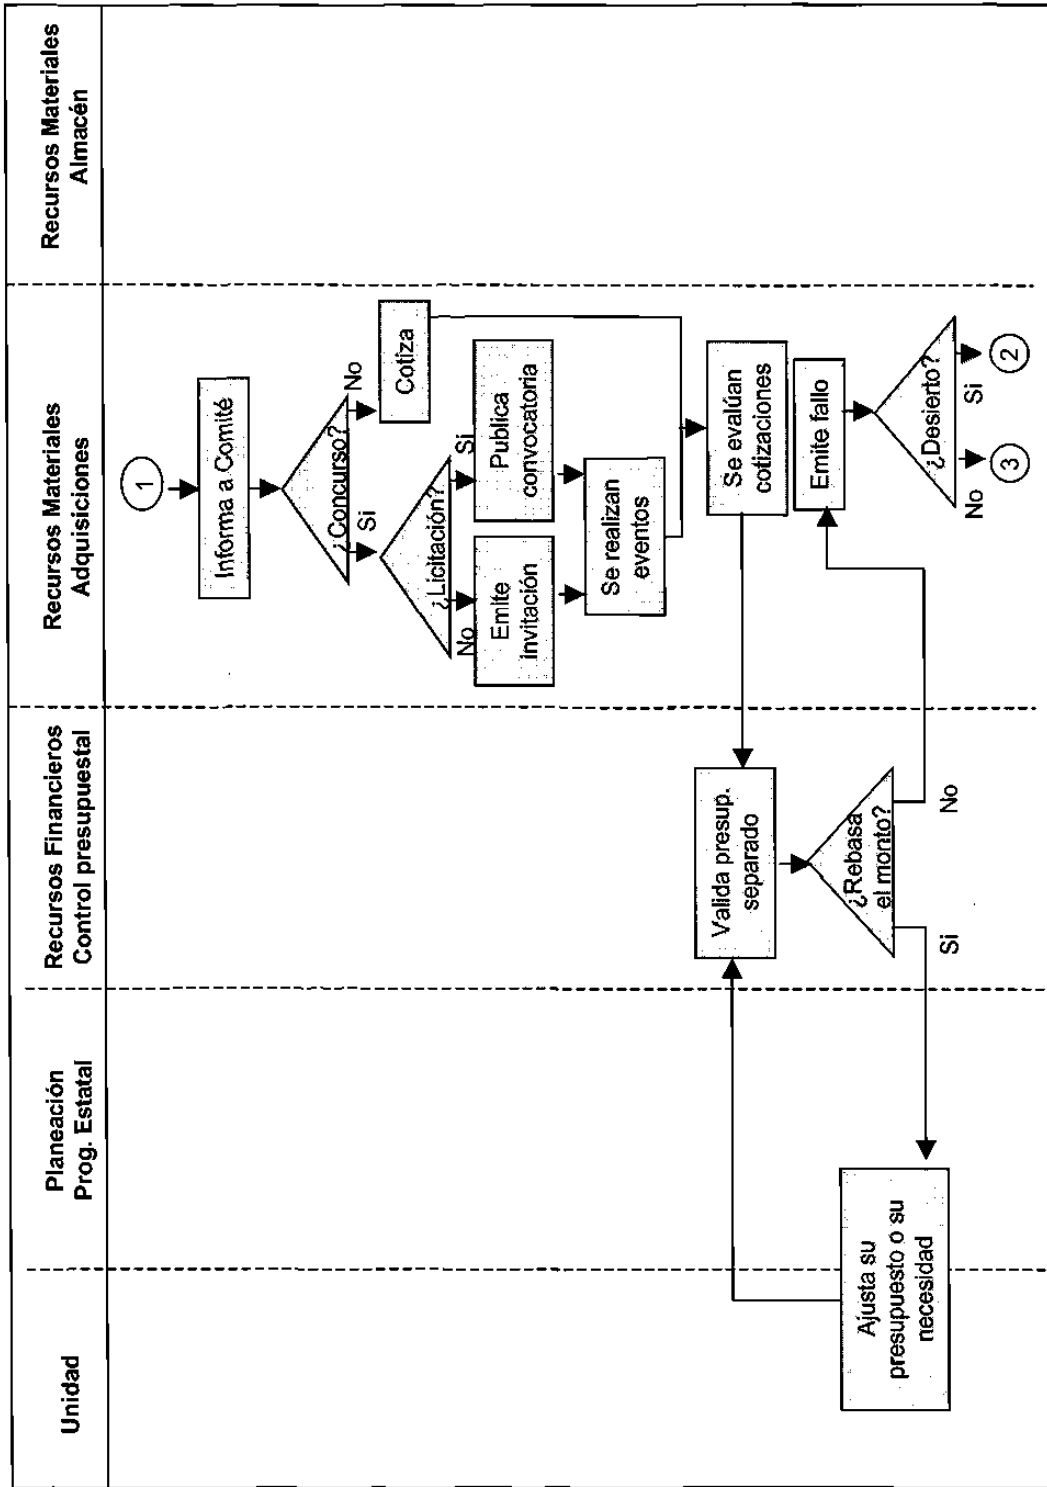 Unidad
Planeación
Prog. Estatal
Recursos Financieros
Control presupuestal
Recursos Materiales
Adquisiciones
Recursos Materiales
Almacén
1
Informa a Comité
¿Concurso?
Si
No
Cotiza
¿Licitación?
No
Si
Emite
invitación
Publica
convocatoria
Se realizan
eventos
Se evalúan
cotizaciones
Valida presup.
separado
¿Rebasa
el monto?
Si
No
Ajusta su
presupuesto o su
necesidad
Emite fallo
¿Desierto?
No
Si
3
2